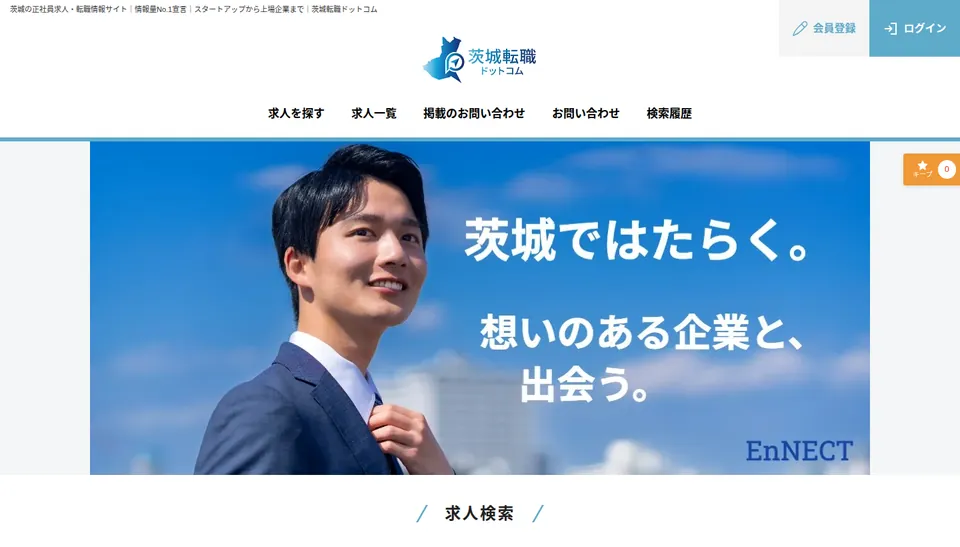 茨城の正社員求人・転職情報サイト｜情報量No.1宣言｜スタートアップから上場企業まで｜茨城転職ドットコム
会員登録
ログイン
茨城転職
ドットコム
求人を探す
求人一覧
掲載のお問い合わせ
お問い合わせ
検索履歴
キープ
0
茨城ではたらく。
想いのある企業と、
出会う。
EnNECT
求人検索